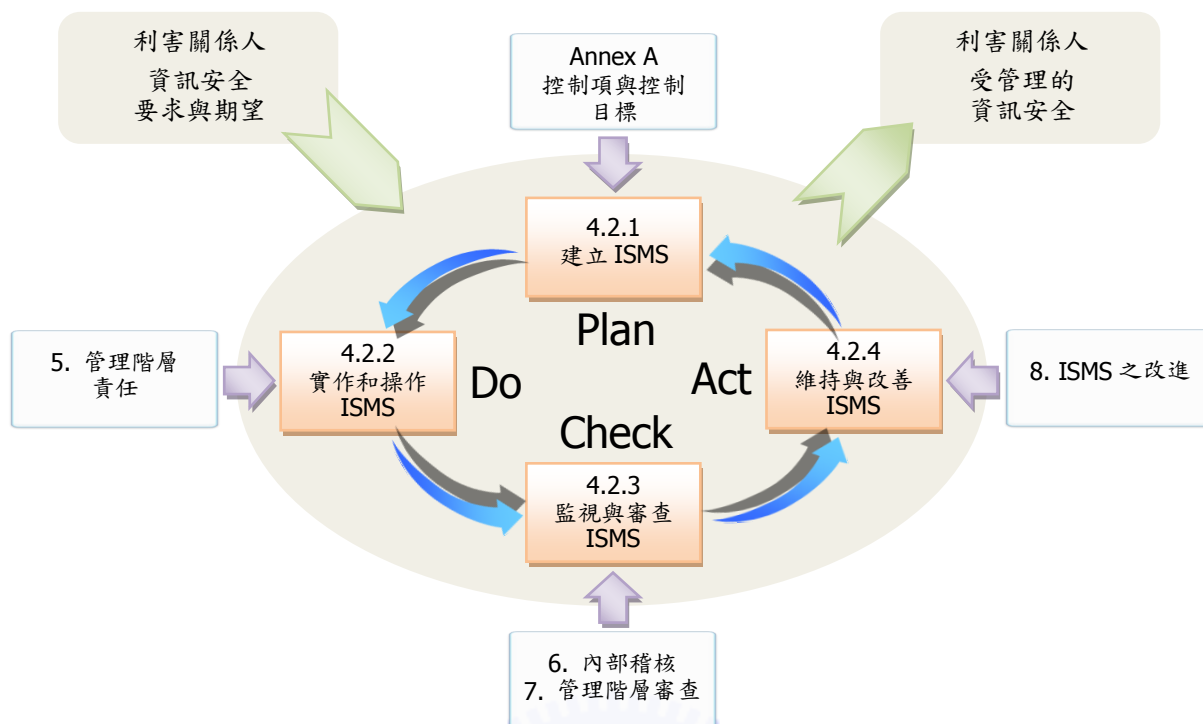 利害關係人
資訊安全
要求與期望
Annex A
控制項與控制
目標
利害關係人
受管理的
資訊安全
4.2.1
建立 ISMS
Plan
5. 管理階層
責任
4.2.2
實作和操作
ISMS
Do
Act
4.2.4
維持與改善
ISMS
8. ISMS 之改進
Check
4.2.3
監視與審查
ISMS
6. 內部稽核
7. 管理階層審查